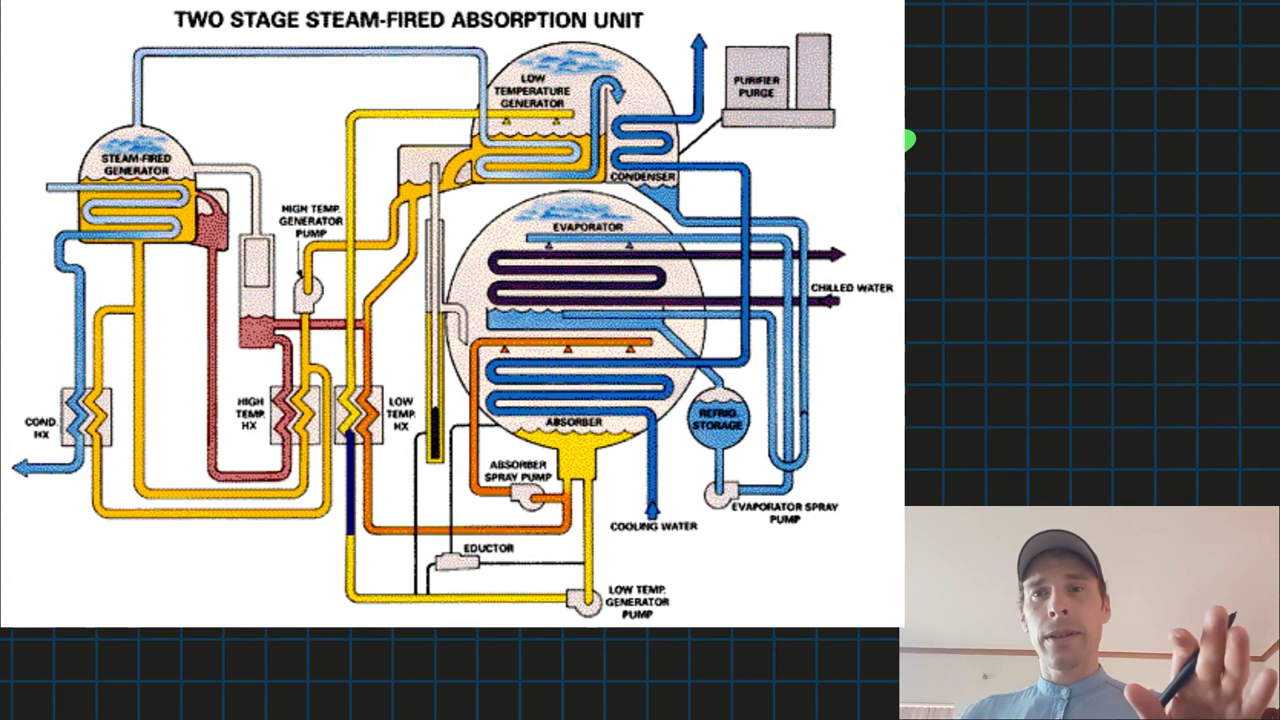 TWO STAGE STEAM-FIRED ABSORPTION UNIT
LOW
TEMPERATURE
GENERATOR
PURIFIER
PURGE
STEAM-FIRED
GENERATOR
CONDENSER
HIGH TEMP.
GENERATOR
PUMP
EVAPORATOR
CHILLED WATER
COND.
HX
HIGH
TEMP.
HX
LOW
TEMP.
HX
REFRIG
STORAGE
ABSORBER
ABSORBER
SPRAY PUMP
EVAPORATOR SPRAY
PUMP
COOLING WATER
EDUCTOR
LOW TEMP.
GENERATOR
PUMP